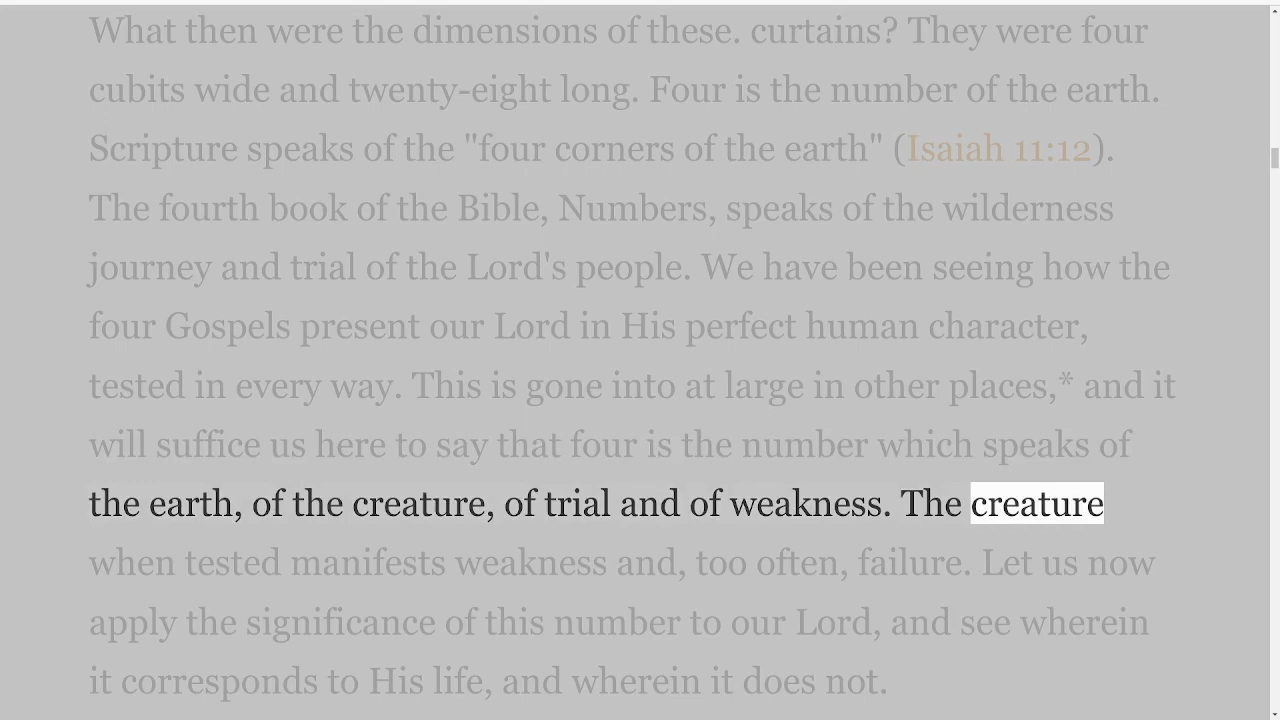 What then were the dimensions of these. curtains? They were four
cubits wide and twenty-eight long. Four is the number of the earth.
Scripture speaks of the "four corners of the earth" (Isaiah 11:12).
The fourth book of the Bible, Numbers, speaks of the wilderness
journey and trial of the Lord's people. We have been seeing how the
four Gospels present our Lord in His perfect human character,
tested in every way. This is gone into at large in other places,* and it
will suffice us here to say that four is the number which speaks of
the earth, of the creature, of trial and of weakness. The creature
when tested manifests weakness and, too often, failure. Let us now
apply the significance of this number to our Lord, and see wherein
it corresponds to His life, and wherein it does not.